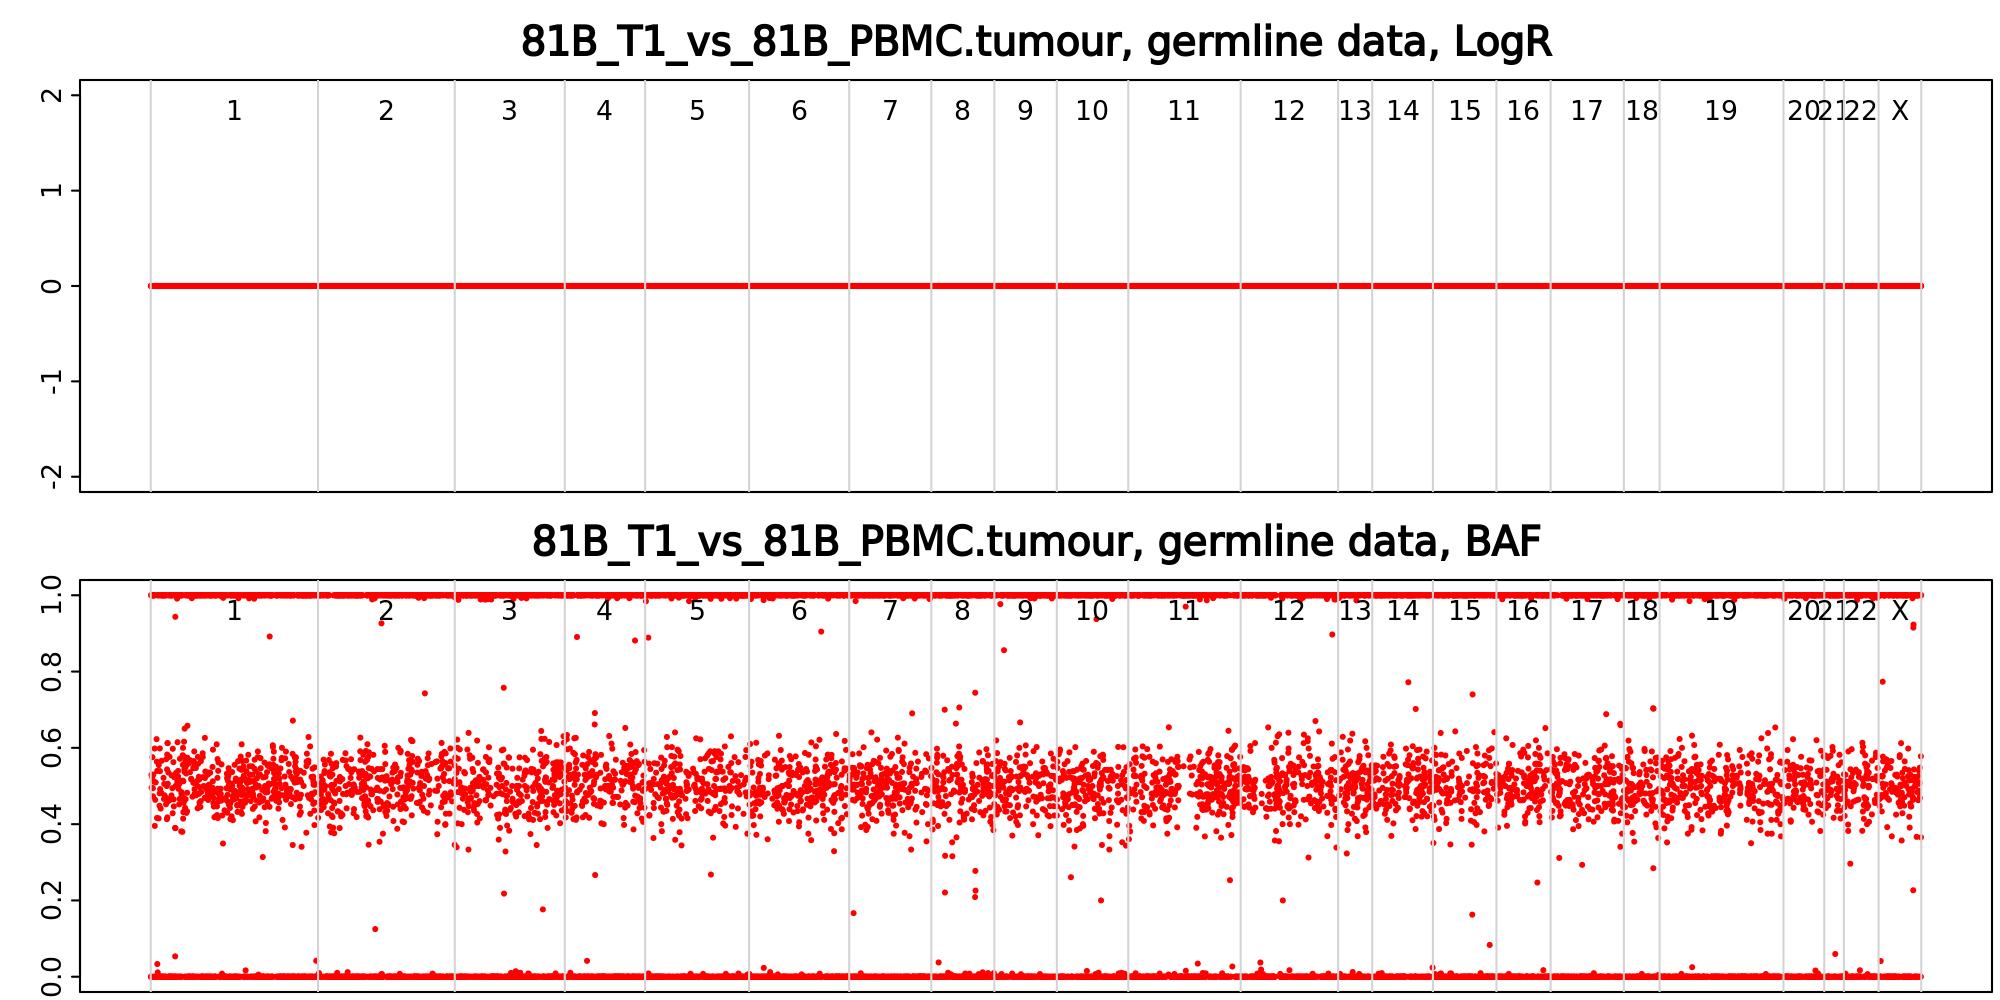 81B_T1_vs_81B_PBMC.tumour, germline data, LogR
2
1
0
-1
-2
1 2 3 4 5 6 7 8 9 10 11 12 13 14 15 16 17 18 19 20 21 22 X
81B_T1_vs_81B_PBMC.tumour, germline data, BAF
1.0
0.8
0.6
0.4
0.2
0.0
1 2 3 4 5 6 7 8 9 10 11 12 13 14 15 16 17 18 19 20 21 22 X